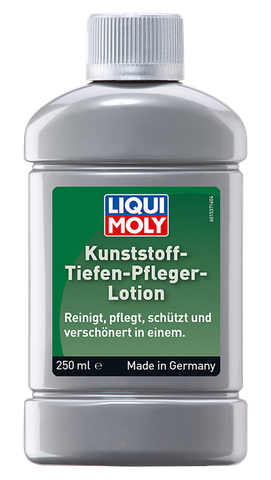 LIQUI
MOLY
Kunststoff-
Tiefen-Pfleger-
Lotion
Reinigt, pflegt, schützt und
verschönert in einem.
250 ml ℮
Made in Germany